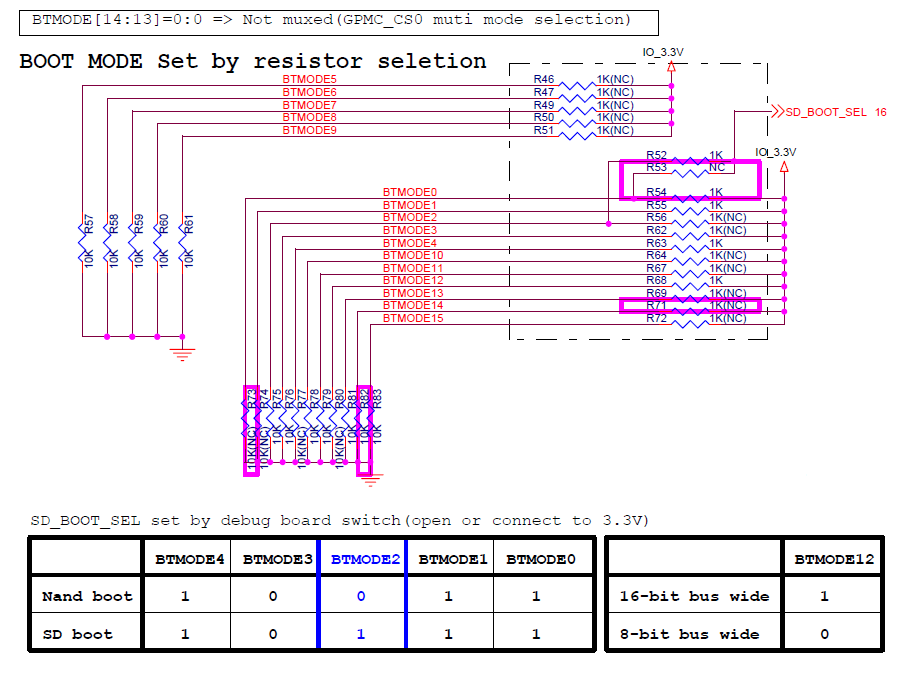 BTMODE[14:13]=0:0 => Not muxed(GPMC_CS0 muti mode selection)
BOOT MODE Set by resistor seletion
IO_3.3V
BTMODE5 R46 1K(NC)
BTMODE6 R47 1K(NC)
BTMODE7 R49 1K(NC)
BTMODE8 R50 1K(NC)
BTMODE9 R51 1K(NC)
SD_BOOT_SEL 16
IO_3.3V
R52 1K
R53 NC
BTMODE0 R54 1K
BTMODE1 R55 1K
BTMODE2 R56 1K(NC)
BTMODE3 R62 1K(NC)
BTMODE4 R63 1K
BTMODE10 R64 1K(NC)
BTMODE11 R67 1K(NC)
BTMODE12 R68 1K
BTMODE13 R69 1K(NC)
BTMODE14 R71 1K(NC)
BTMODE15 R72 1K(NC)
R57 R58 R59 R60 R61
10K 10K 10K 10K 10K
R73 R74 R75 R76 R77 R78 R79 R80 R81 R82 R83
10K(NC) 10K(NC) 10K 10K 10K(NC) 10K 10K 10K(NC) 10K 10K 10K
SD_BOOT_SEL set by debug board switch(open or connect to 3.3V)
BTMODE4 BTMODE3 BTMODE2 BTMODE1 BTMODE0
Nand boot 1 0 0 1 1
SD boot 1 0 1 1 1
BTMODE12
16-bit bus wide 1
8-bit bus wide 0